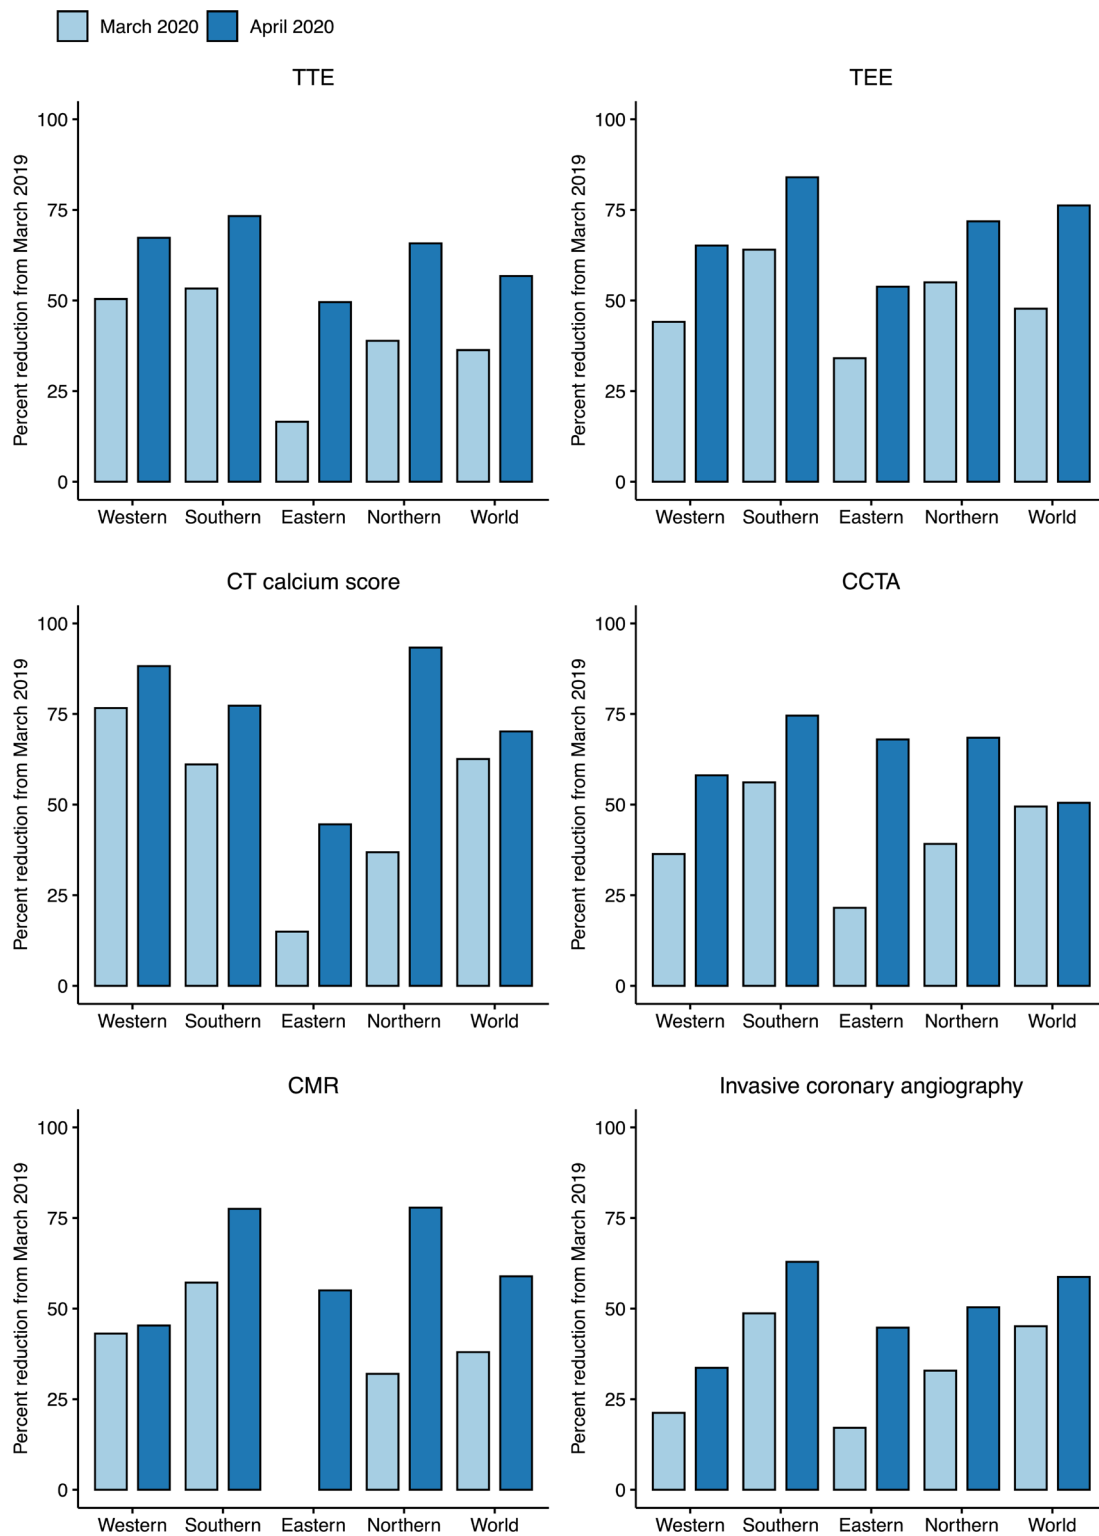 March 2020 April 2020
TTE
Percent reduction from March 2019
100
75
50
25
0
Western Southern Eastern Northern World
TEE
Percent reduction from March 2019
100
75
50
25
0
Western Southern Eastern Northern World
CT calcium score
Percent reduction from March 2019
100
75
50
25
0
Western Southern Eastern Northern World
CCTA
Percent reduction from March 2019
100
75
50
25
0
Western Southern Eastern Northern World
CMR
Percent reduction from March 2019
100
75
50
25
0
Western Southern Eastern Northern World
Invasive coronary angiography
Percent reduction from March 2019
100
75
50
25
0
Western Southern Eastern Northern World